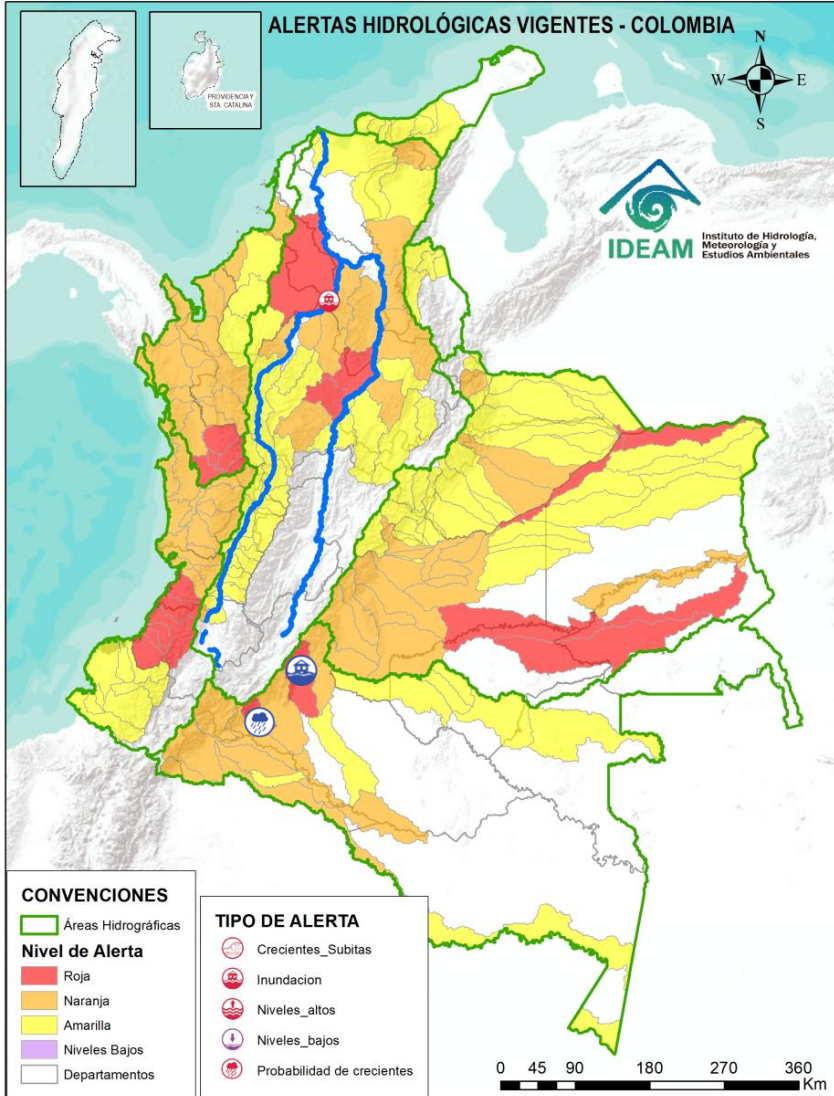 ALERTAS HIDROLÓGICAS VIGENTES - COLOMBIA
PROVIDENCIA Y
STA. CATALINA
N
W
E
S
IDEAM
Instituto de Hidrología,
Meteorología y
Estudios Ambientales
CONVENCIONES
Áreas Hidrográficas
Nivel de Alerta
Roja
Naranja
Amarilla
Niveles Bajos
Departamentos
TIPO DE ALERTA
Crecientes_Subitas
Inundacion
Niveles_altos
Niveles_bajos
Probabilidad de crecientes
0 45 90 180 270 360
Km